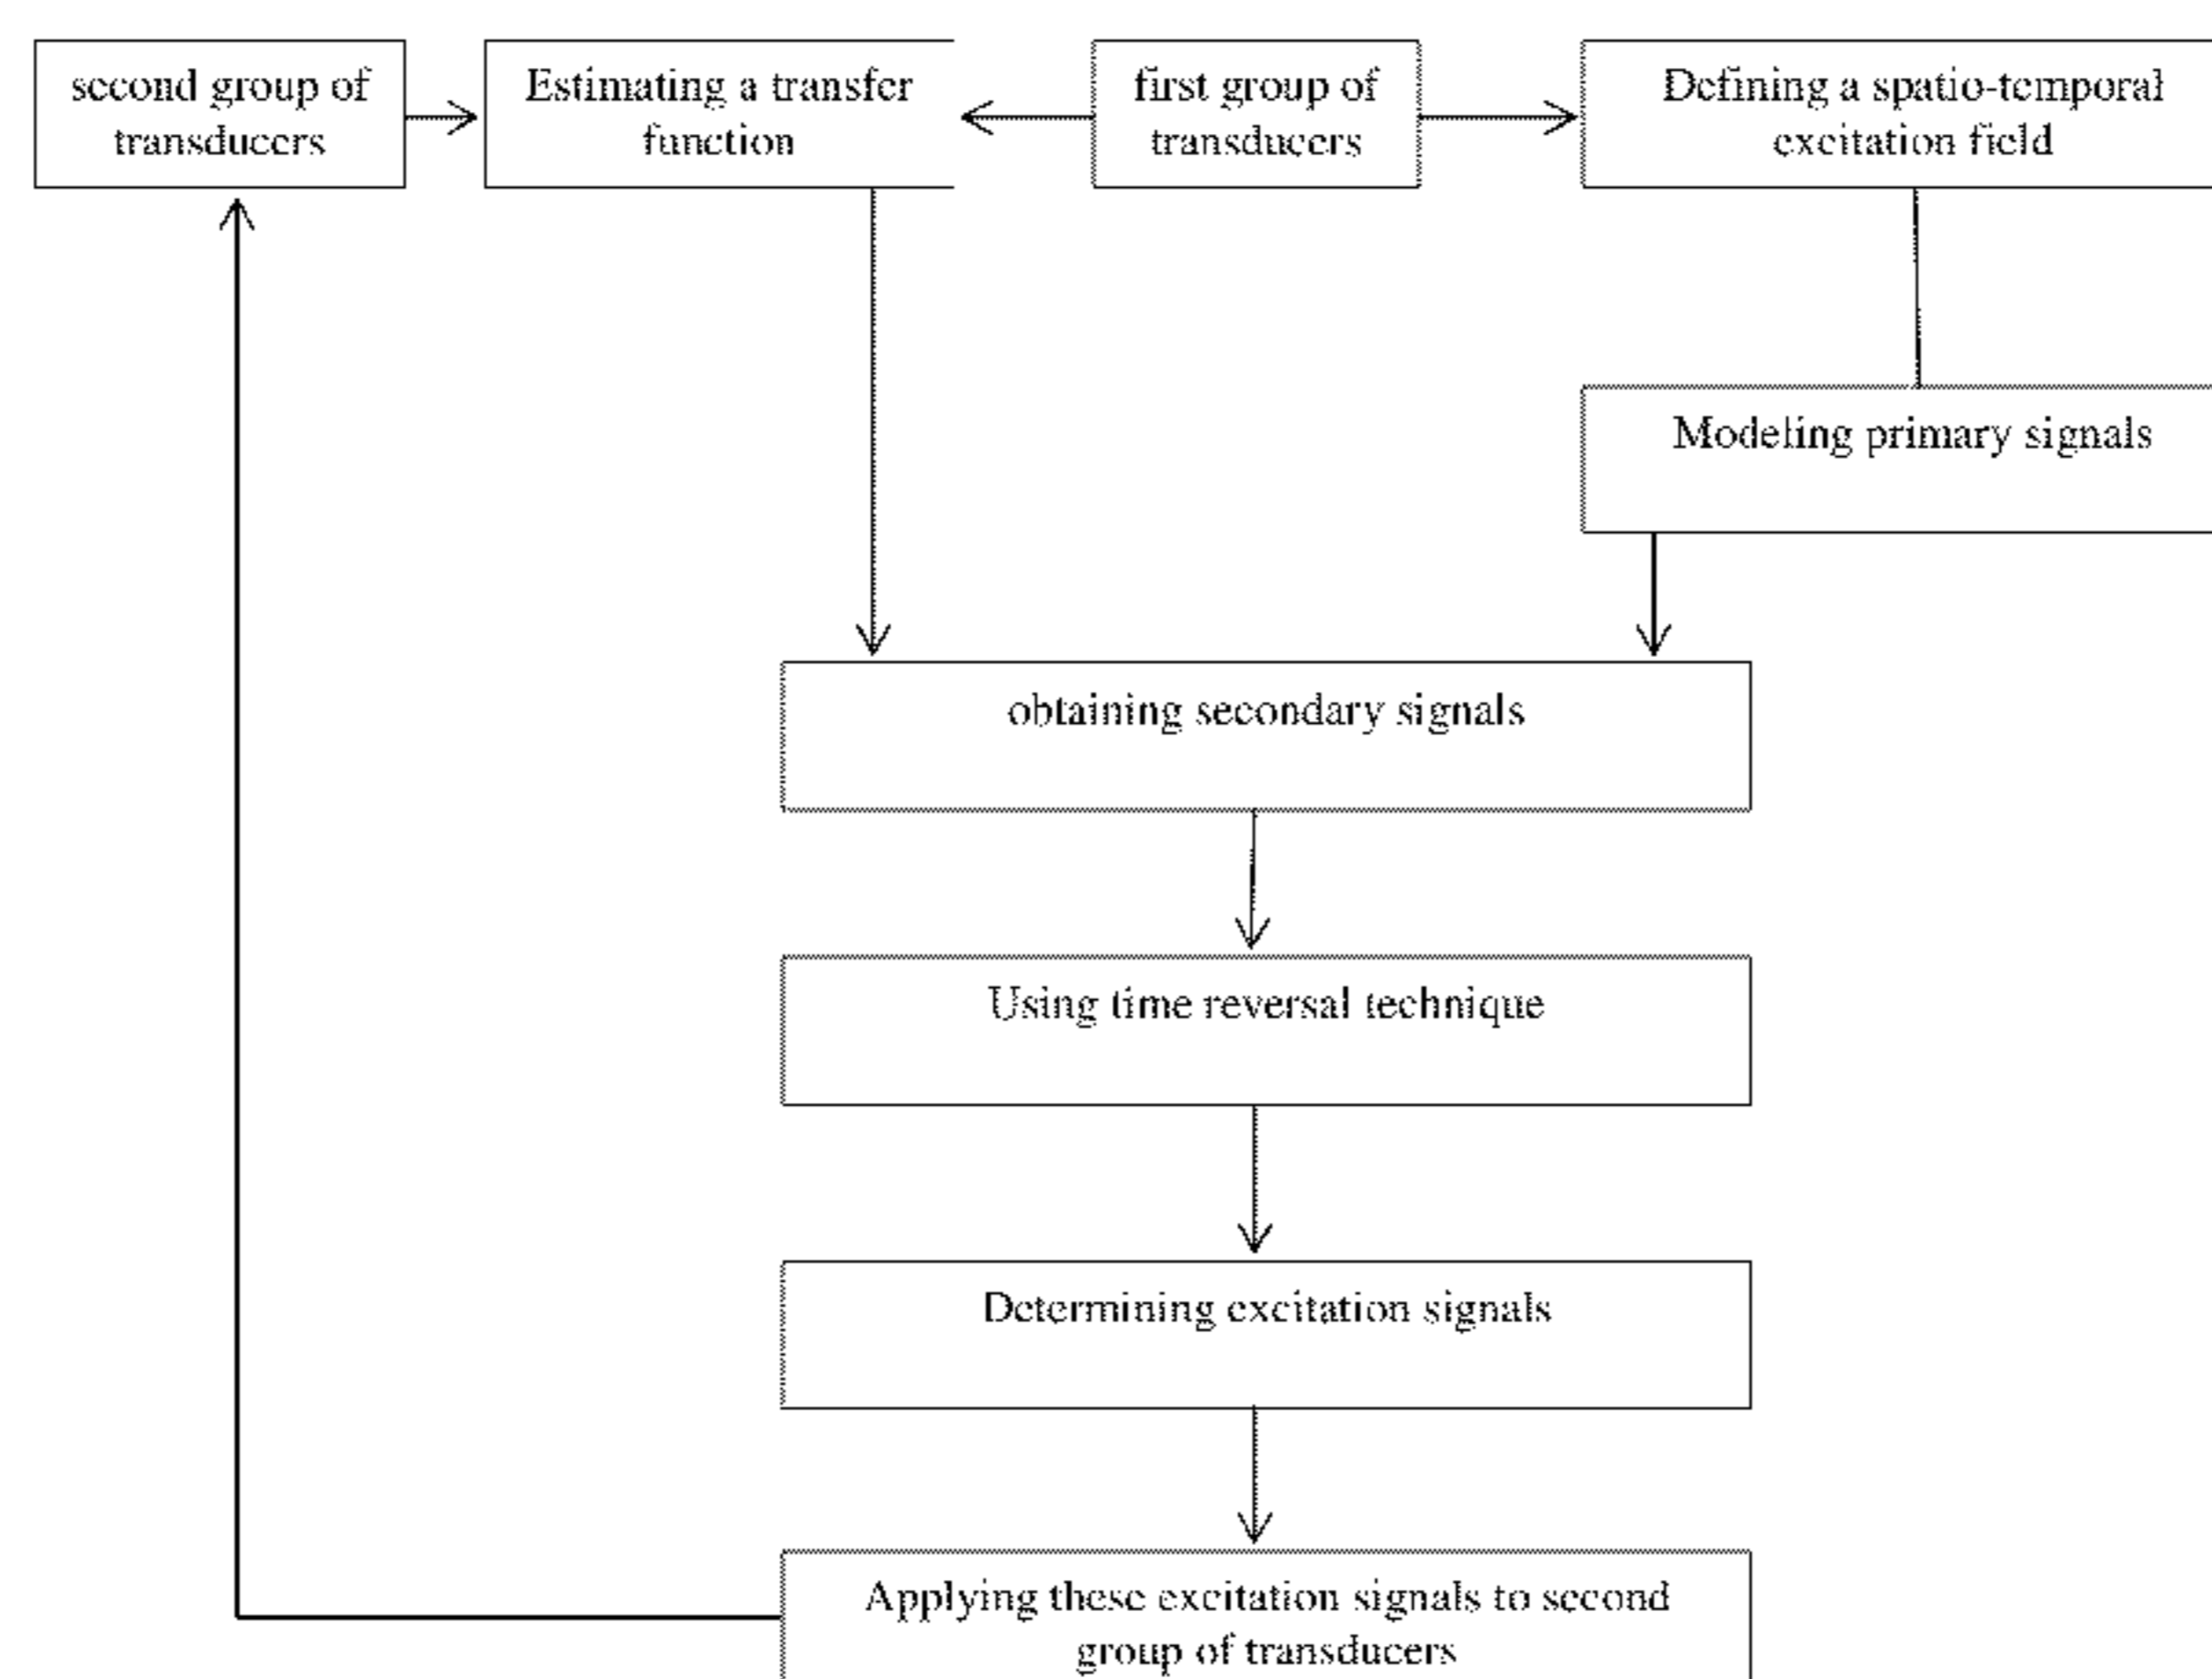 second group of
transducers
Estimating a transfer
function
first group of
transducers
Defining a spatio-temporal
excitation field
Modeling primary signals
obtaining secondary signals
Using time reversal technique
Determining excitation signals
Applying these excitation signals to second
group of transducers